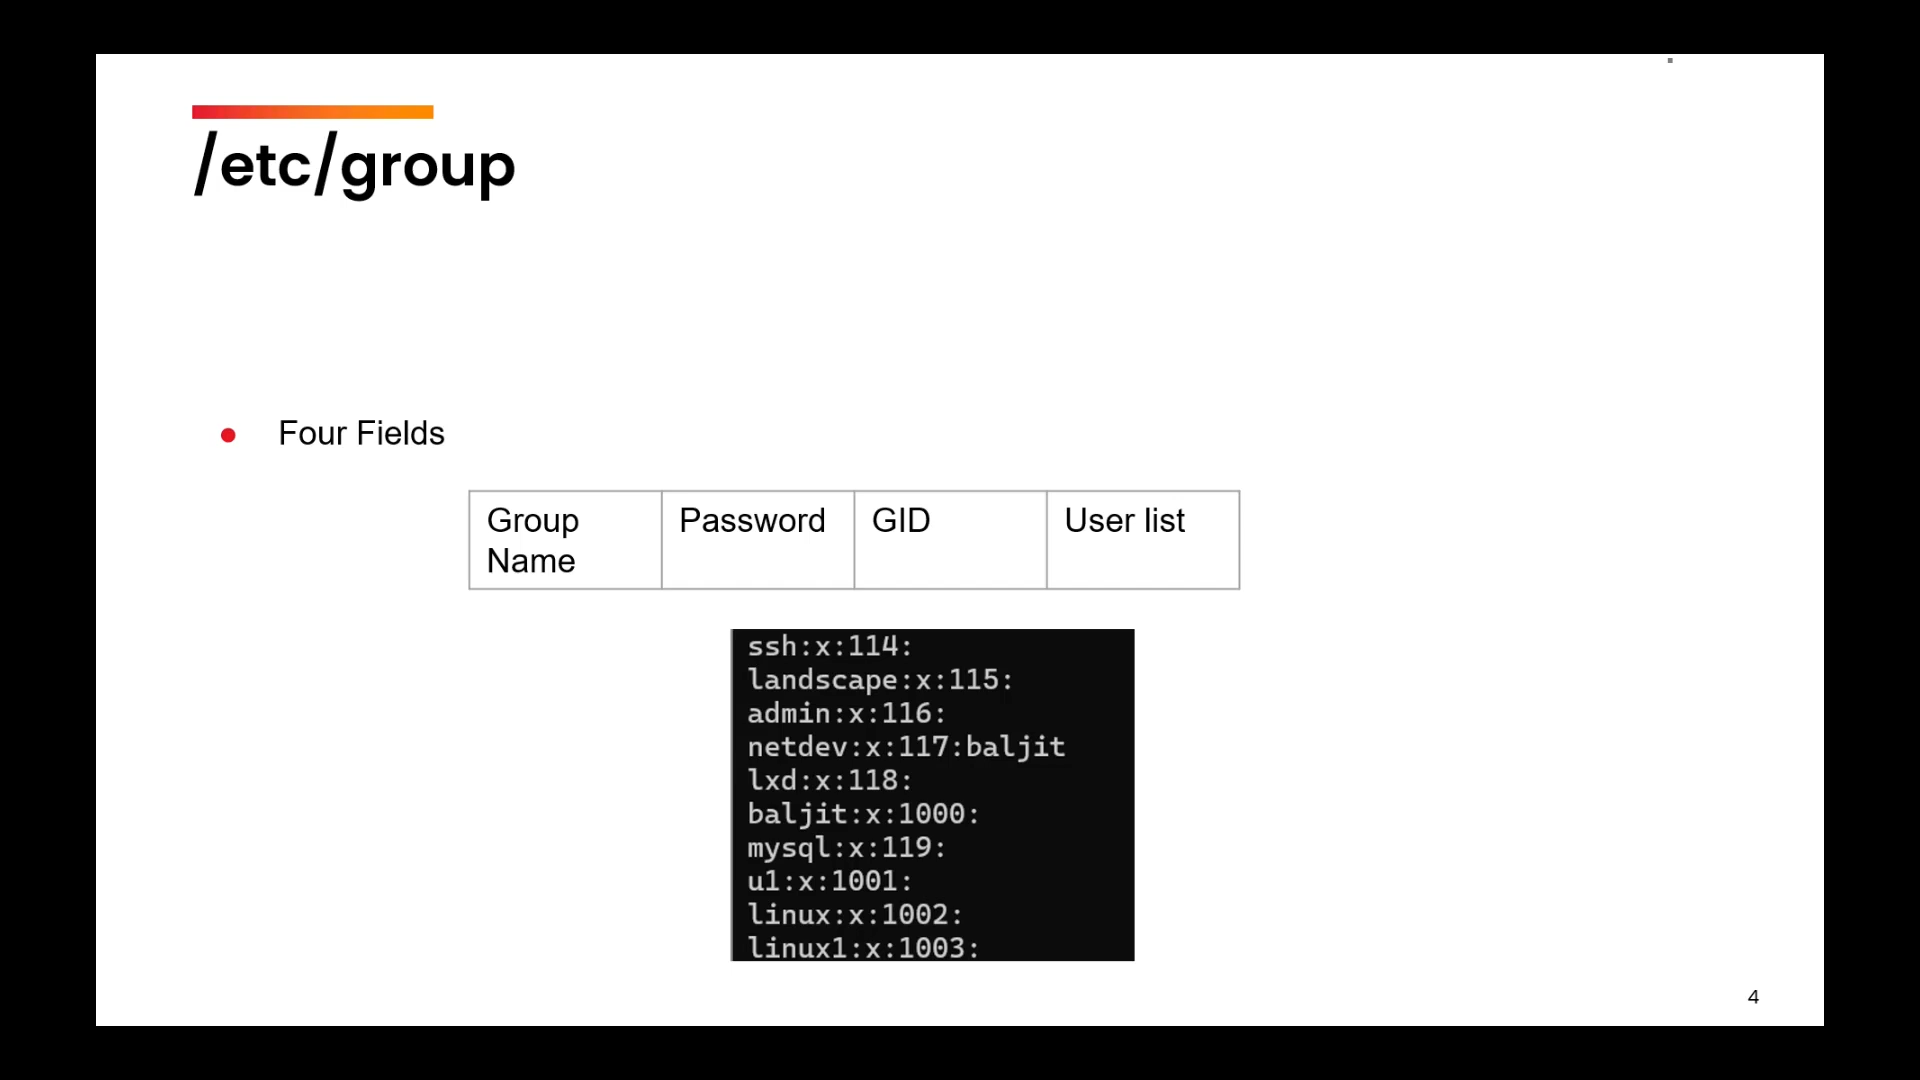 /etc/group
Four Fields
Group Name
Password
GID
User list
ssh:x:114:
landscape:x:115:
admin:x:116:
netdev:x:117:baljit
lxd:x:118:
baljit:x:1000:
mysql:x:119:
u1:x:1001:
linux:x:1002:
linux1:x:1003:
4